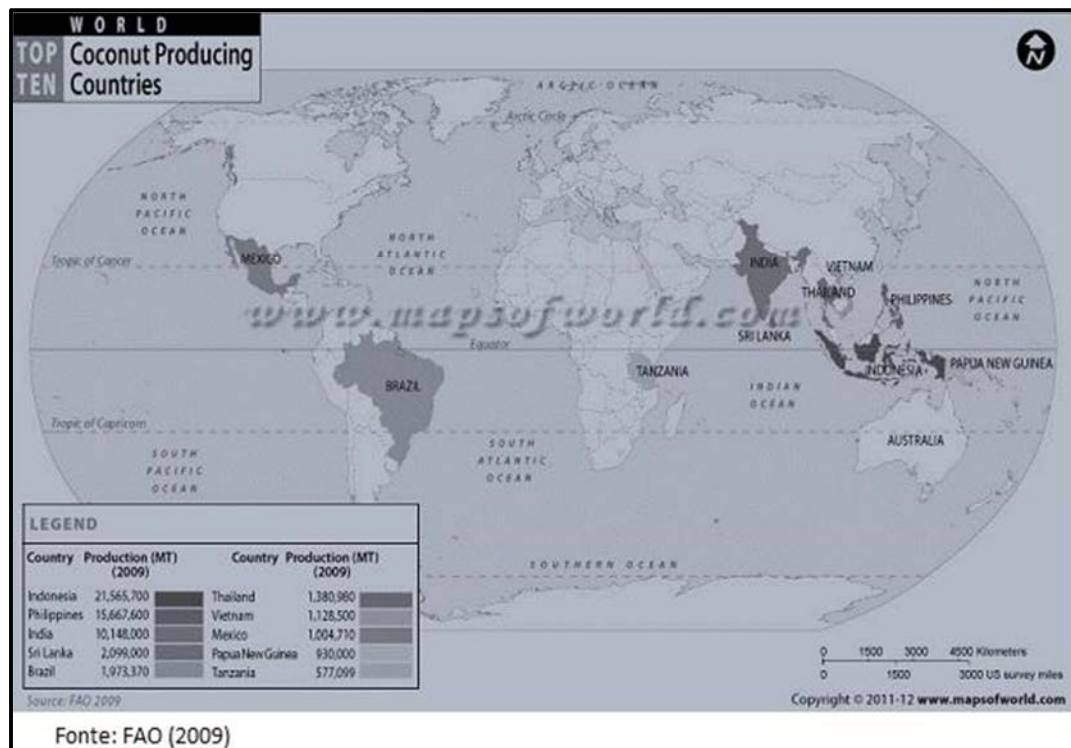 WORLD
TOP TEN
Coconut Producing
Countries
N
ARCTIC OCEAN
Arctic Circle
NORTH
PACIFIC
OCEAN
NORTH
ATLANTIC
OCEAN
Tropic of Cancer
MEXICO
INDIA
VIETNAM
THAILAND
PHILIPPINES
NORTH
PACIFIC
OCEAN
www.mapsofworld.com
SRI LANKA
Equator
BRAZIL
TANZANIA
INDONESIA
PAPUA NEW GUINEA
INDIAN
OCEAN
Tropic of Capricorn
SOUTH
PACIFIC
OCEAN
SOUTH
ATLANTIC
OCEAN
AUSTRALIA
SOUTHERN OCEAN
LEGEND
Country Production (MT) Country Production (MT)
(2009) (2009)
Indonesia 21,565,700 Thailand 1,380,980
Philippines 15,667,600 Vietnam 1,128,500
India 10,148,000 Mexico 1,004,710
Sri Lanka 2,099,000 Papua New Guinea 930,000
Brazil 1,973,370 Tanzania 577,099
0 1500 3000 4500 Kilometers
0 1500 3000 US survey miles
Source: FAO 2009
Copyright © 2011-12 www.mapsofworld.com
Fonte: FAO (2009)